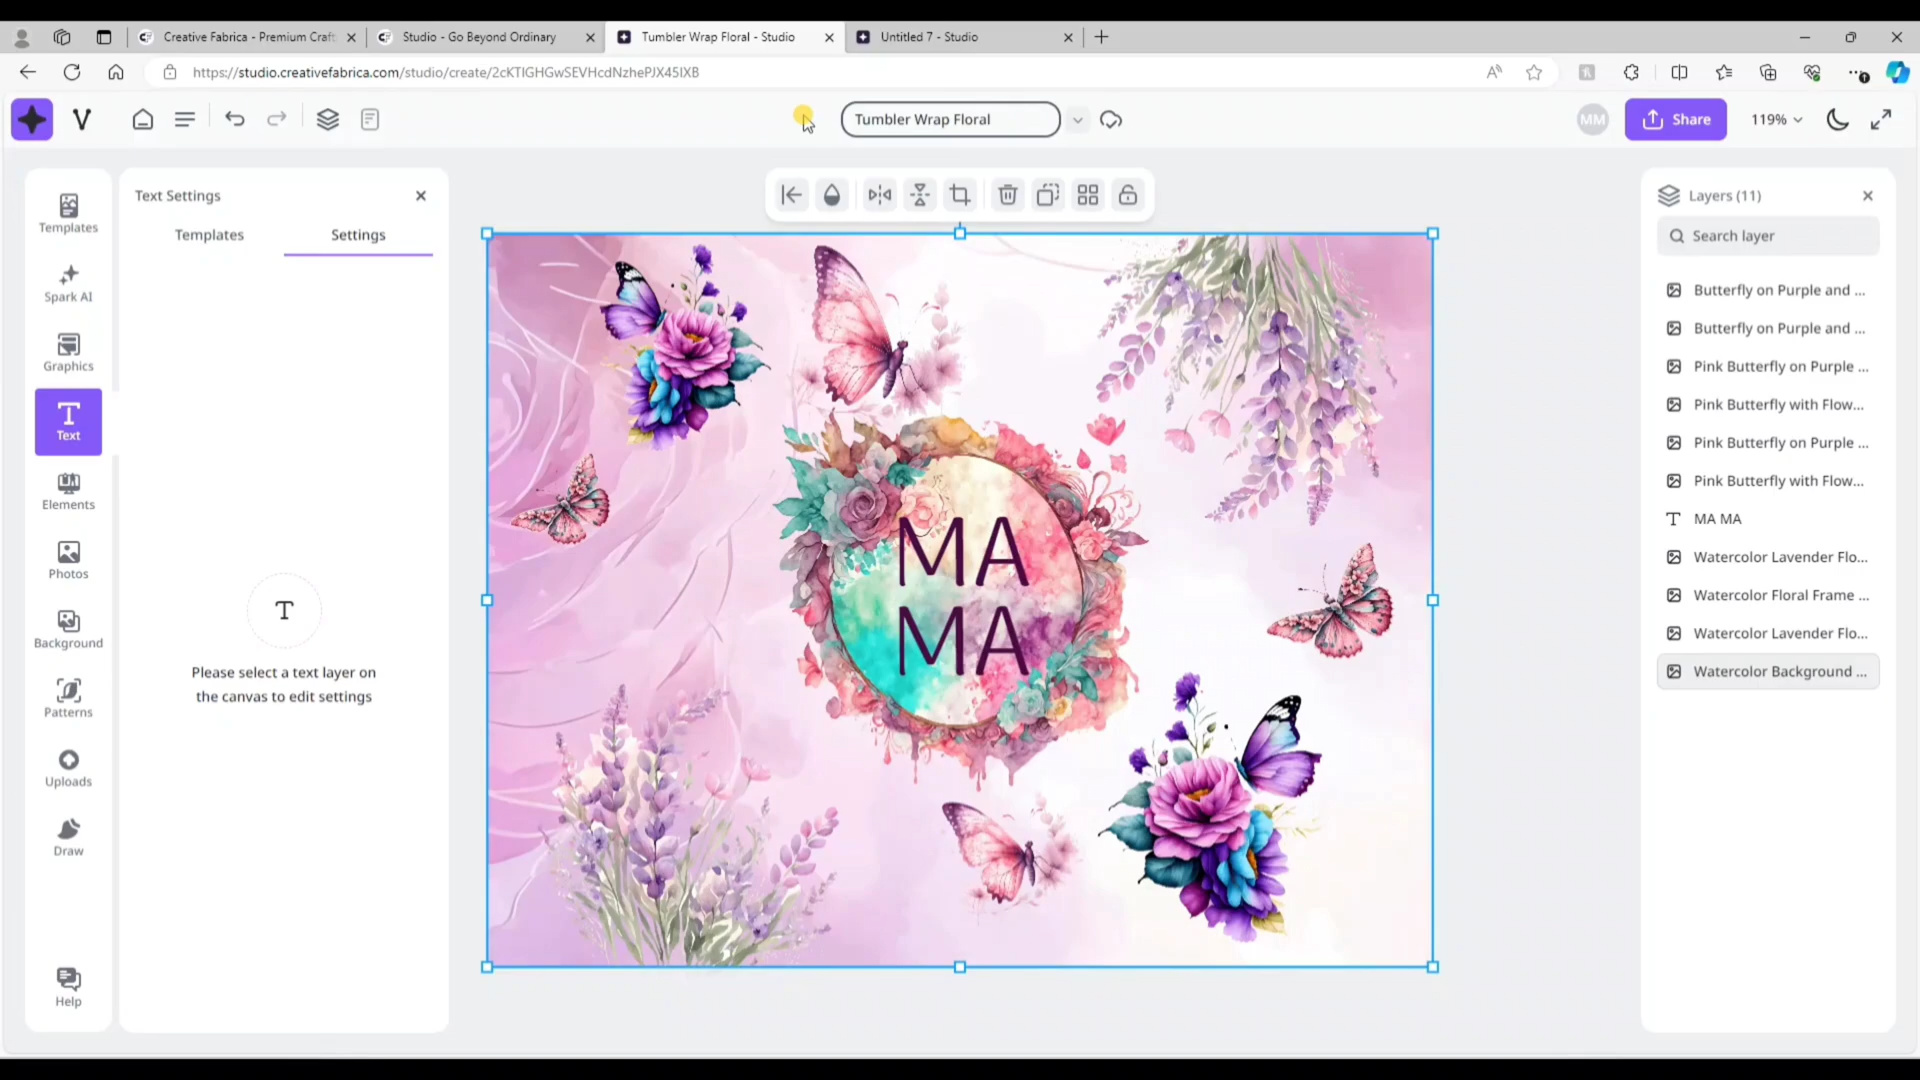 Creative Fabrica - Premium Craft
Studio - Go Beyond Ordinary
Tumbler Wrap Floral - Studio
Untitled 7 - Studio
https://studio.creativefabrica.com/studio/create/2cKTIGHGwSEVHcdNzhePJX45IXB
Tumbler Wrap Floral
MM
Share
119%
Templates
Spark AI
Graphics
Text
Elements
Photos
Background
Patterns
Uploads
Draw
Help
Text Settings
Templates
Settings
Please select a text layer on
the canvas to edit settings
MA
MA
Layers (11)
Search layer
Butterfly on Purple and ...
Butterfly on Purple and ...
Pink Butterfly on Purple ...
Pink Butterfly with Flow...
Pink Butterfly on Purple ...
Pink Butterfly with Flow...
MA MA
Watercolor Lavender Flo...
Watercolor Floral Frame ...
Watercolor Lavender Flo...
Watercolor Background ...